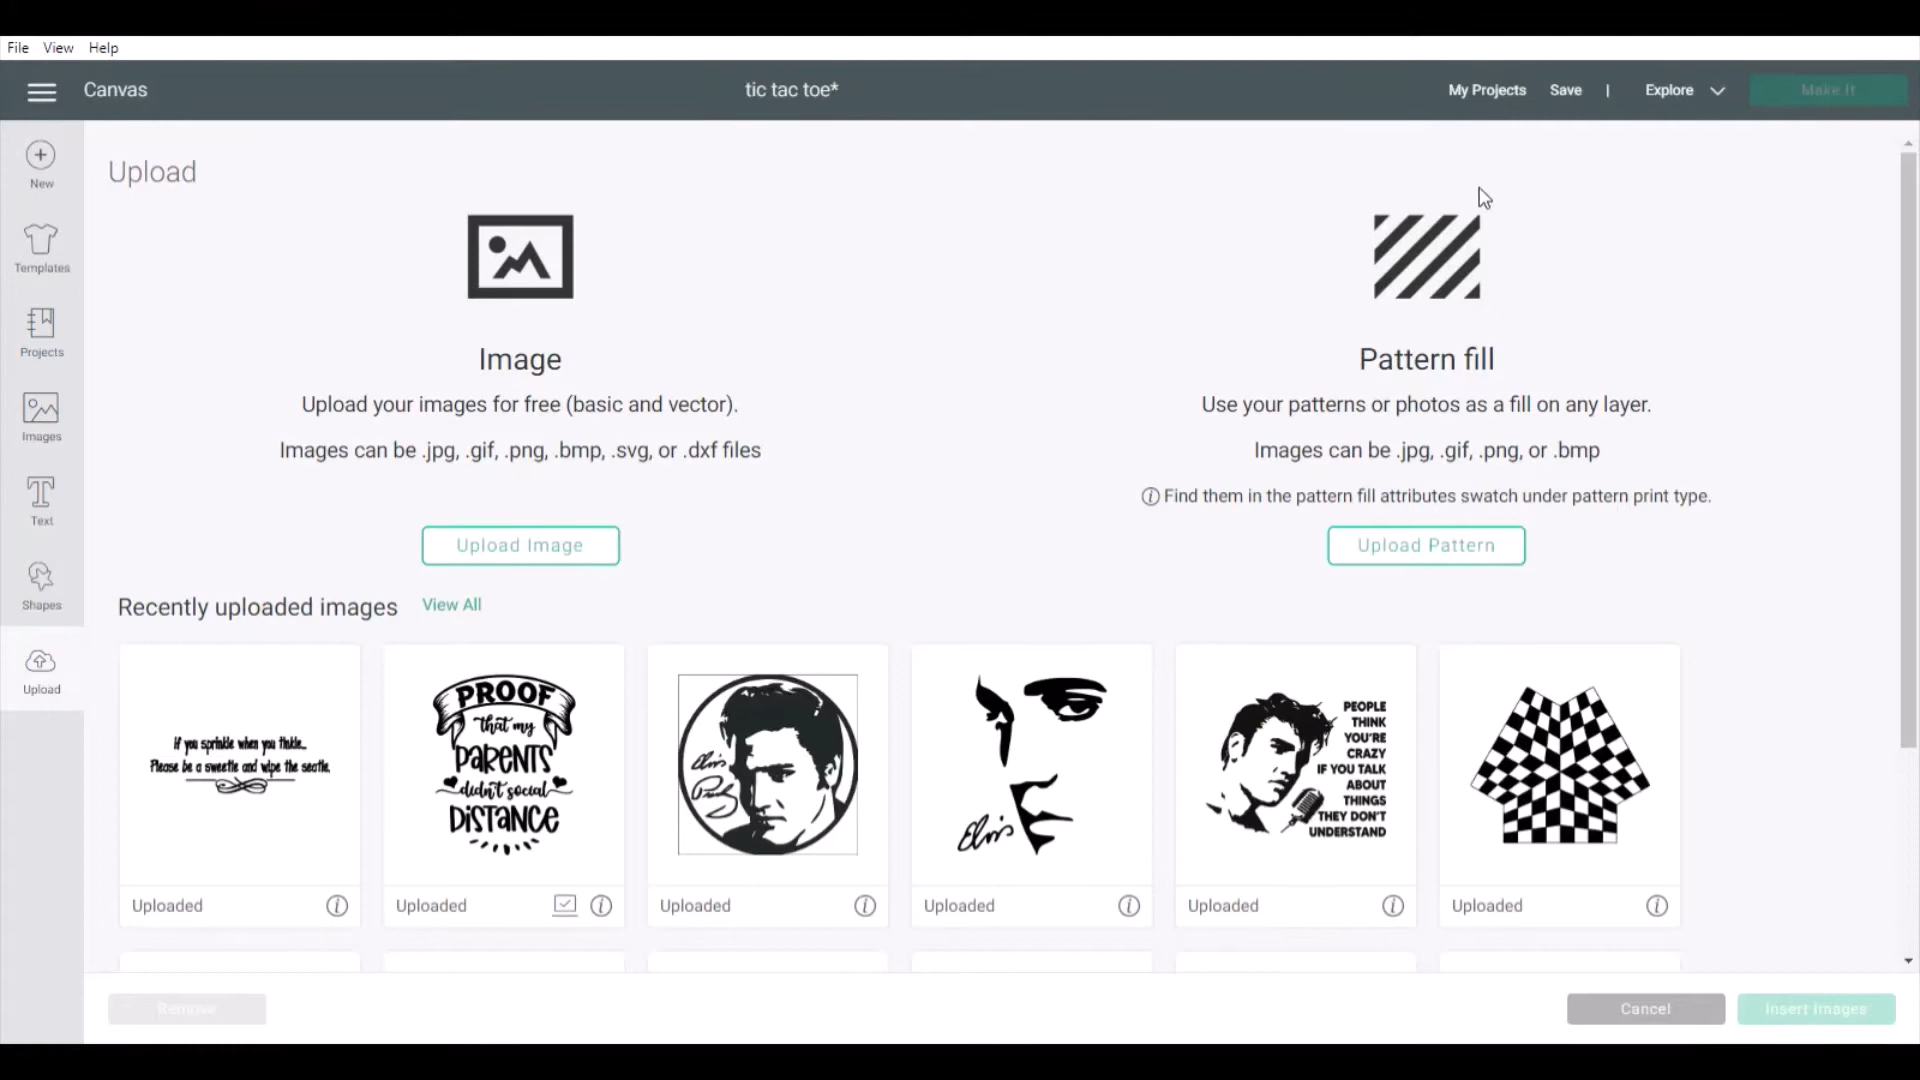 File View Help
Canvas
tic tac toe*
My Projects Save | Explore
Make It
New
Templates
Projects
Images
Text
Shapes
Upload
Upload
Image
Upload your images for free (basic and vector).
Images can be .jpg, .gif, .png, .bmp, .svg, or .dxf files
Upload Image
Pattern fill
Use your patterns or photos as a fill on any layer.
Images can be .jpg, .gif, .png, or .bmp
Find them in the pattern fill attributes swatch under pattern print type.
Upload Pattern
Recently uploaded images View All
If you sprinkle when you tinkle...
Please be a sweetie and wipe the seatie.
PROOF
that my
PARENTS
didn't social
DISTANCE
Elvis
Presley
Elvis
PEOPLE
THINK
YOU'RE
CRAZY
IF YOU TALK
ABOUT
THINGS
THEY DON'T
UNDERSTAND
Uploaded
Uploaded
Uploaded
Uploaded
Uploaded
Uploaded
Remove
Cancel
Insert Images